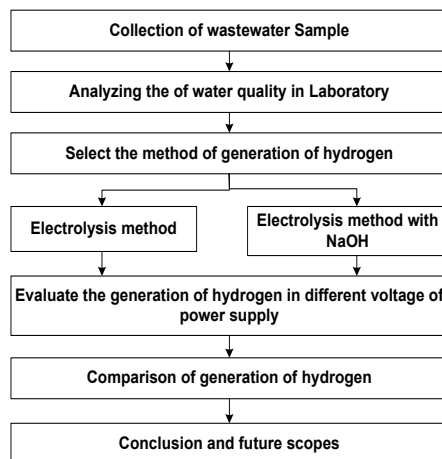 Collection of wastewater Sample
Analyzing the of water quality in Laboratory
Select the method of generation of hydrogen
Electrolysis method
Electrolysis method with
NaOH
Evaluate the generation of hydrogen in different voltage of
power supply
Comparison of generation of hydrogen
Conclusion and future scopes